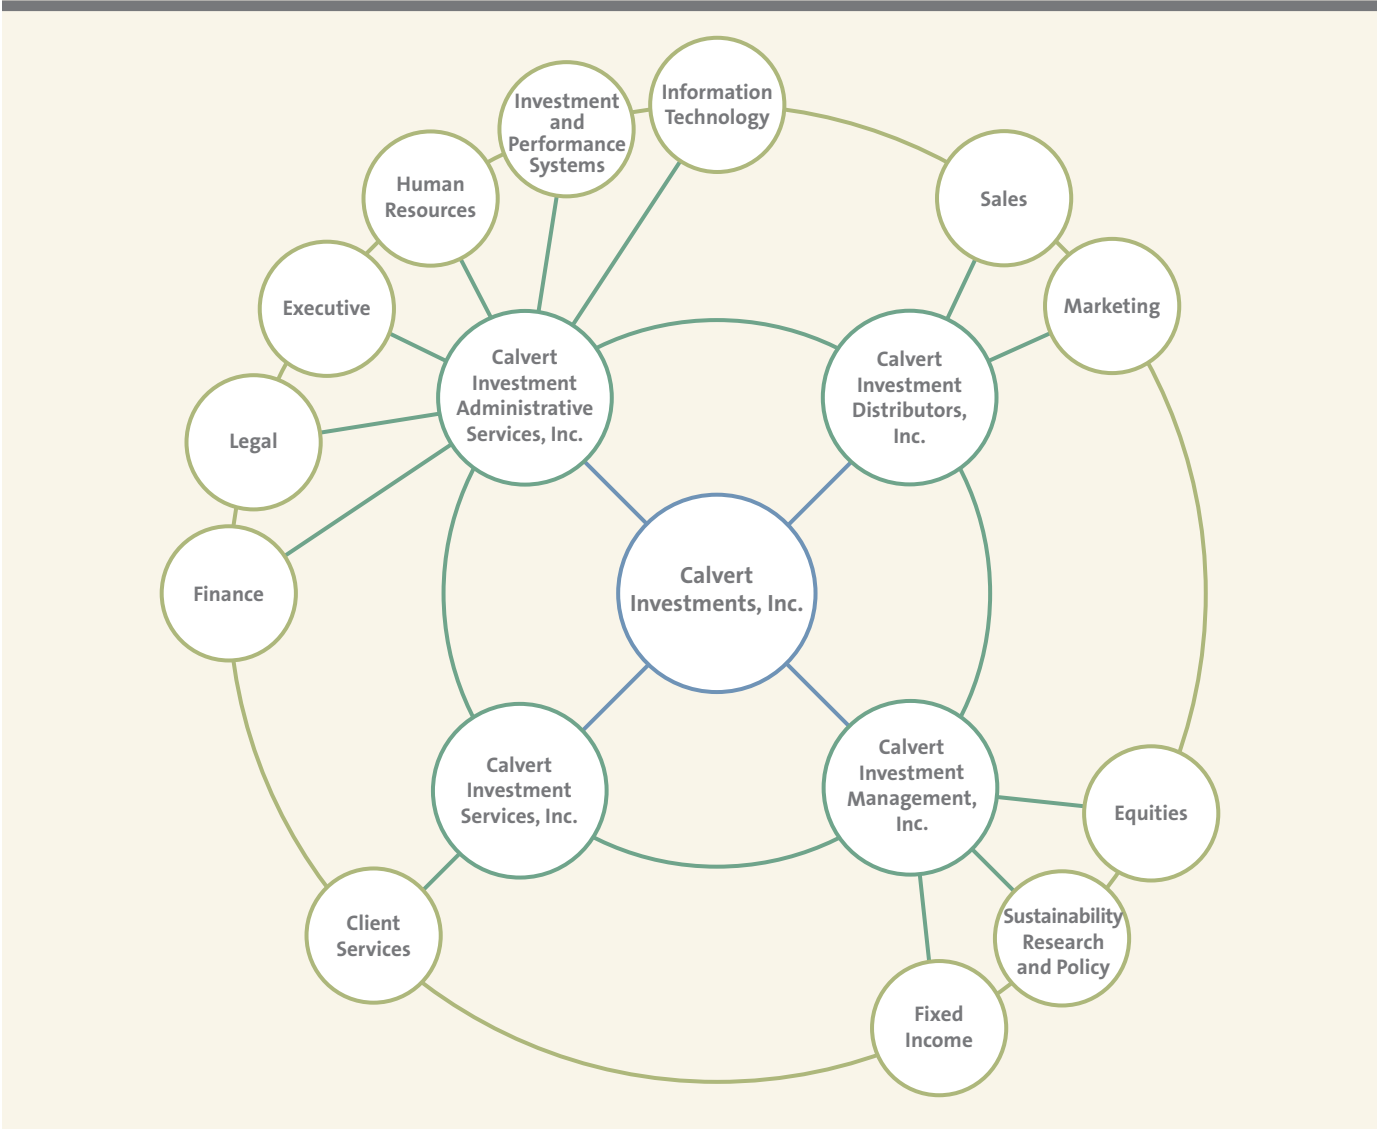 Information
Technology
Investment
and
Performance
Systems
Human
Resources
Sales
Executive
Marketing
Calvert
Investment
Administrative
Services, Inc.
Calvert
Investment
Distributors,
Inc.
Legal
Finance
Calvert
Investments, Inc.
Calvert
Investment
Services, Inc.
Calvert
Investment
Management,
Inc.
Equities
Client
Services
Sustainability
Research
and Policy
Fixed
Income